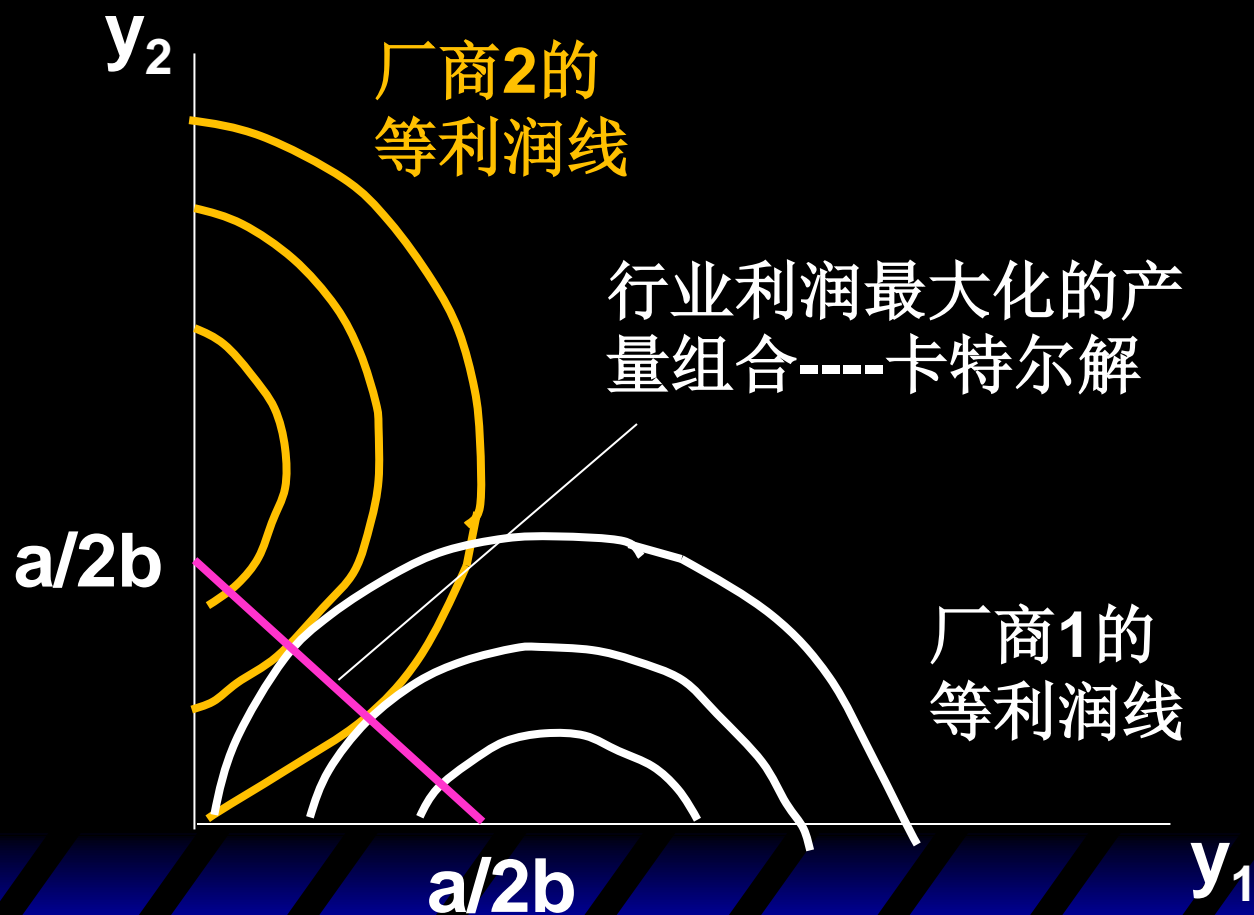 y₂
厂商2的
等利润线
行业利润最大化的产
量组合----卡特尔解
a/2b
厂商1的
等利润线
a/2b
y₁